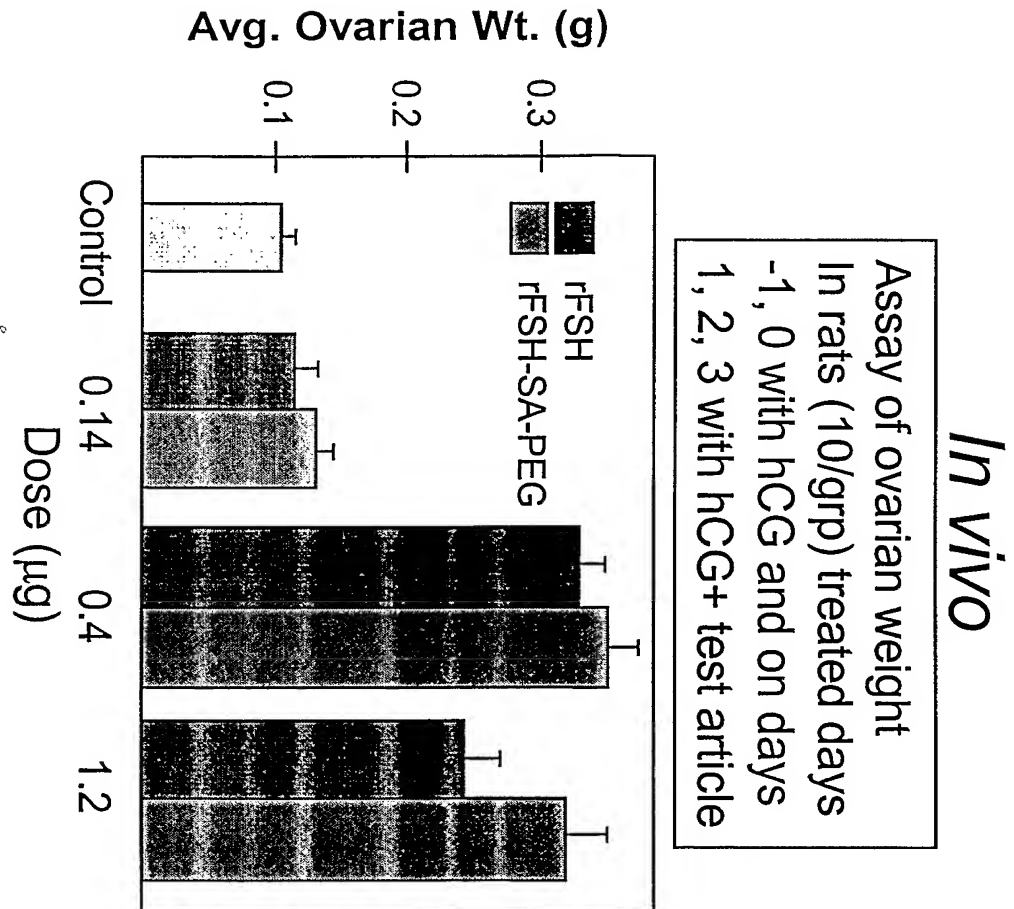 In vivo
Assay of ovarian weight
In rats (10/grp) treated days
-1, 0 with hCG and on days
1, 2, 3 with hCG+ test article
rFSH
rFSH-SA-PEG
Avg. Ovarian Wt. (g)
0.3
0.2
0.1
Control
0.14
0.4
1.2
Dose (µg)